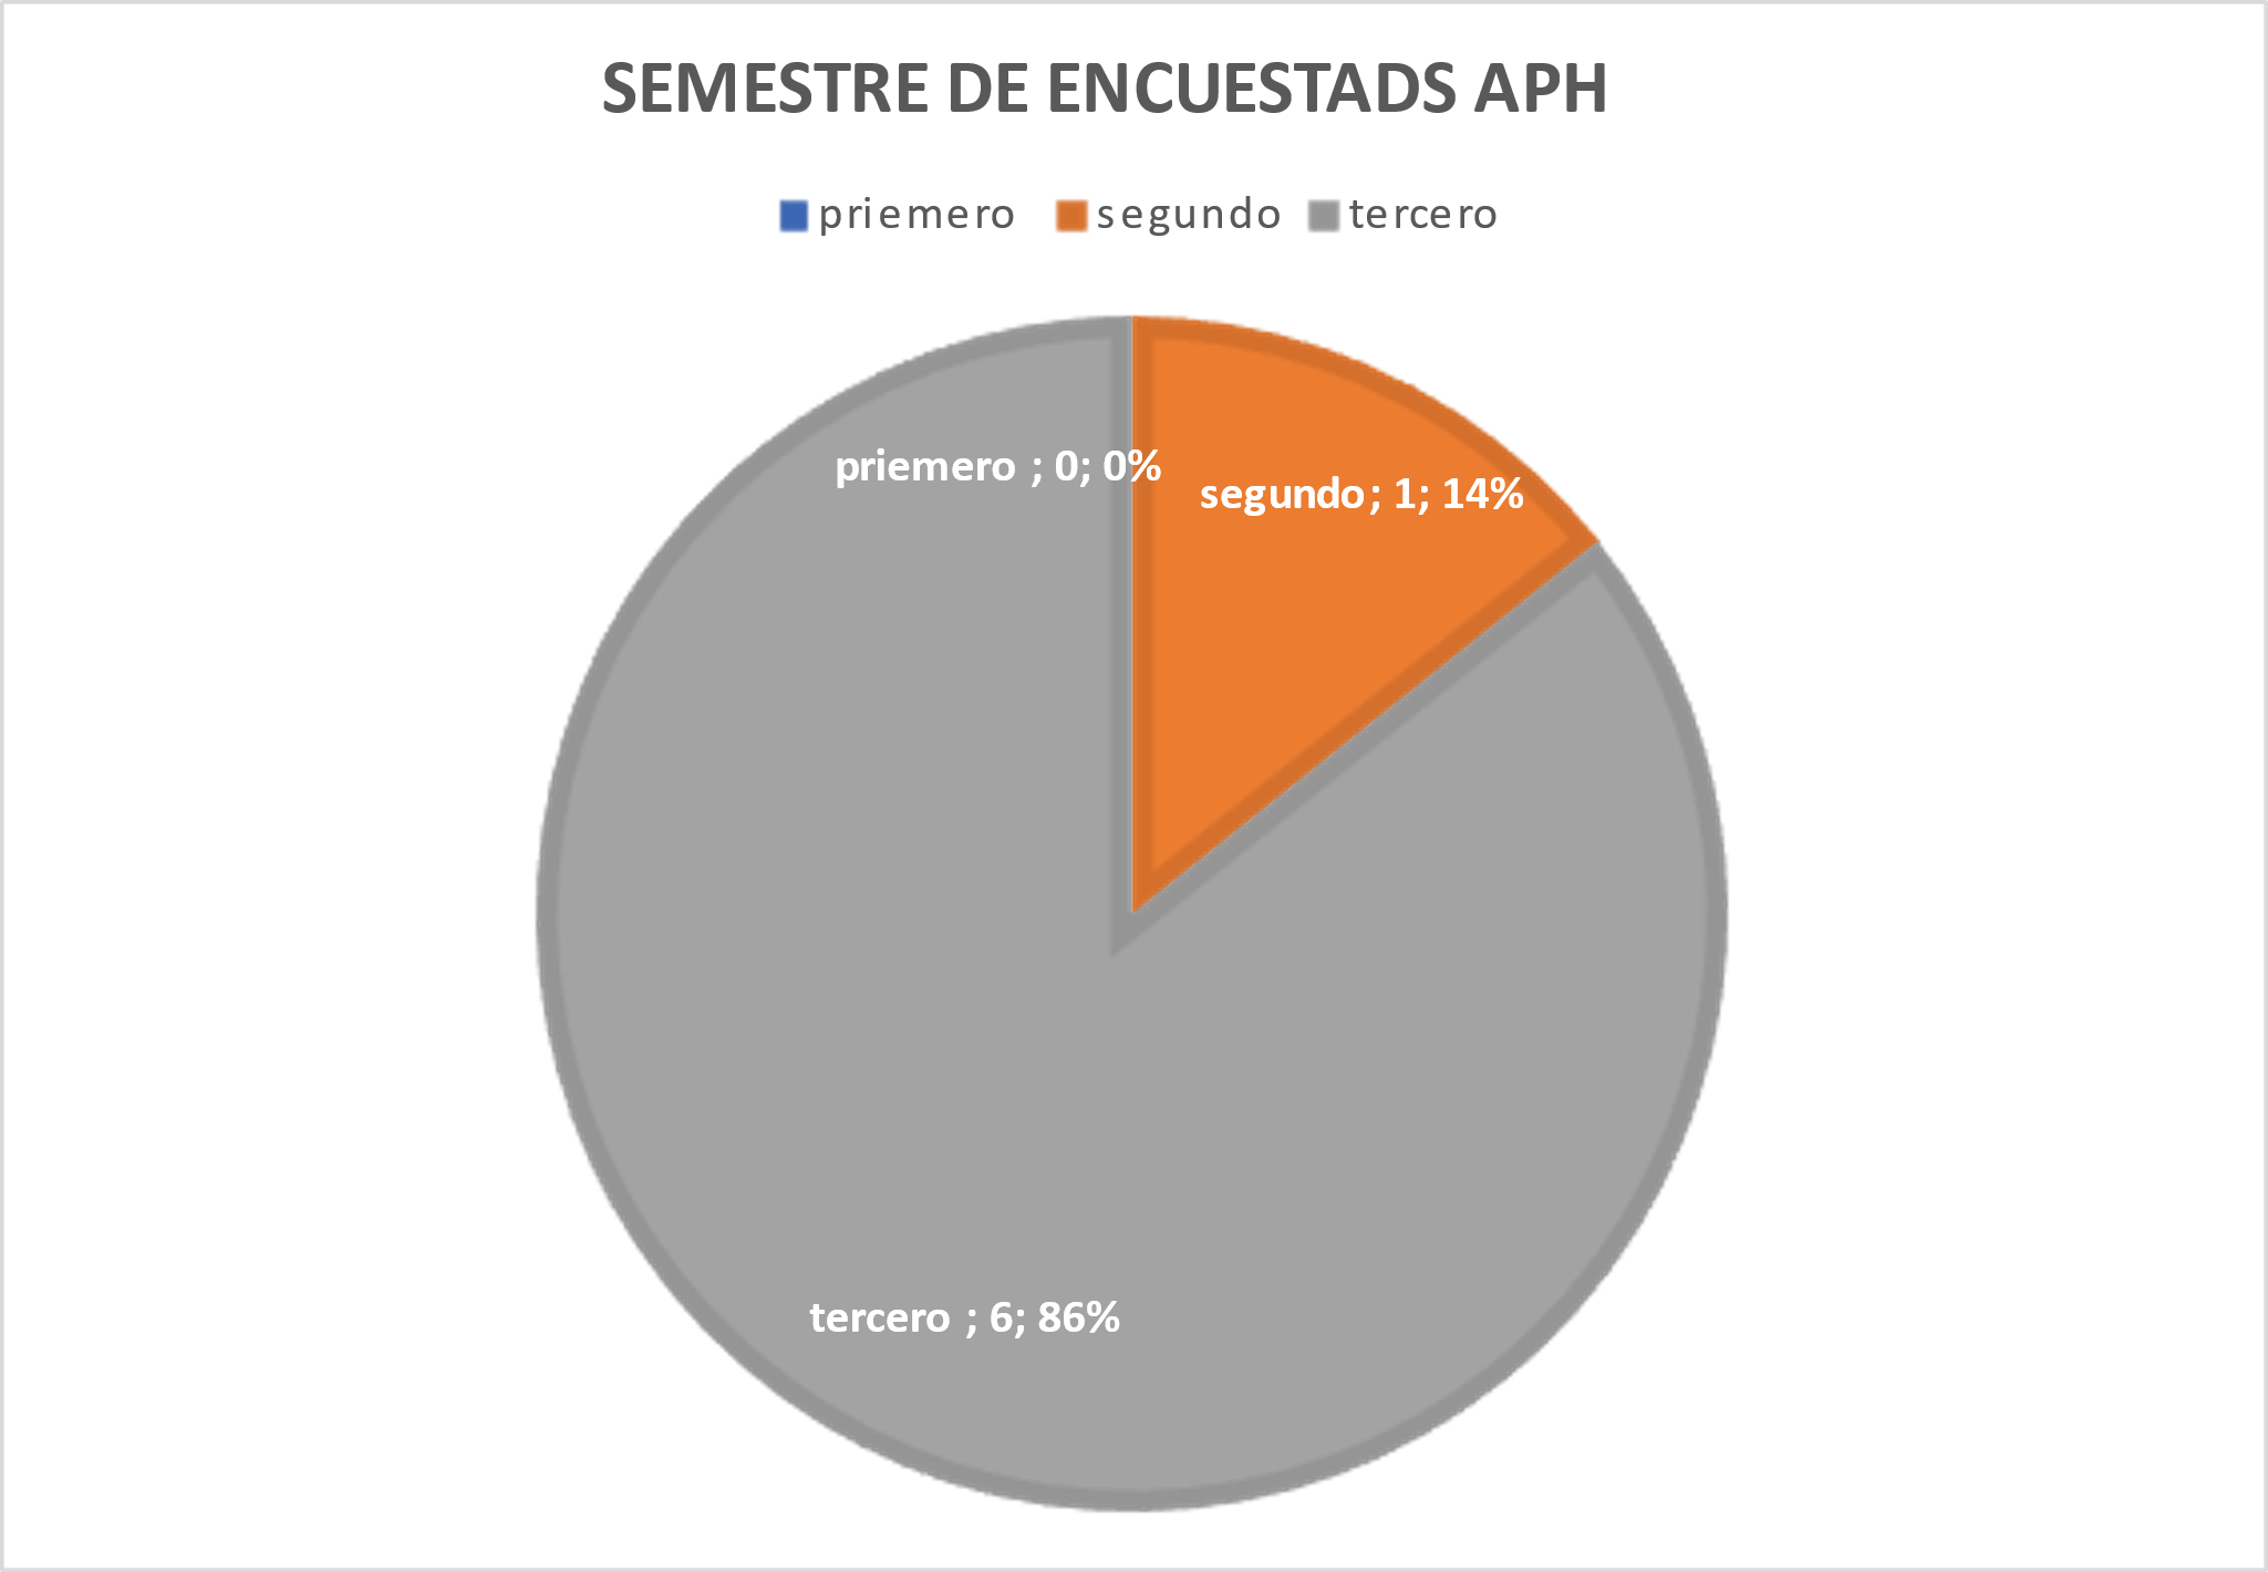 SEMESTRE DE ENCUESTADS APH
priemero segundo tercero
priemero ; 0; 0%
segundo; 1; 14%
tercero ; 6; 86%